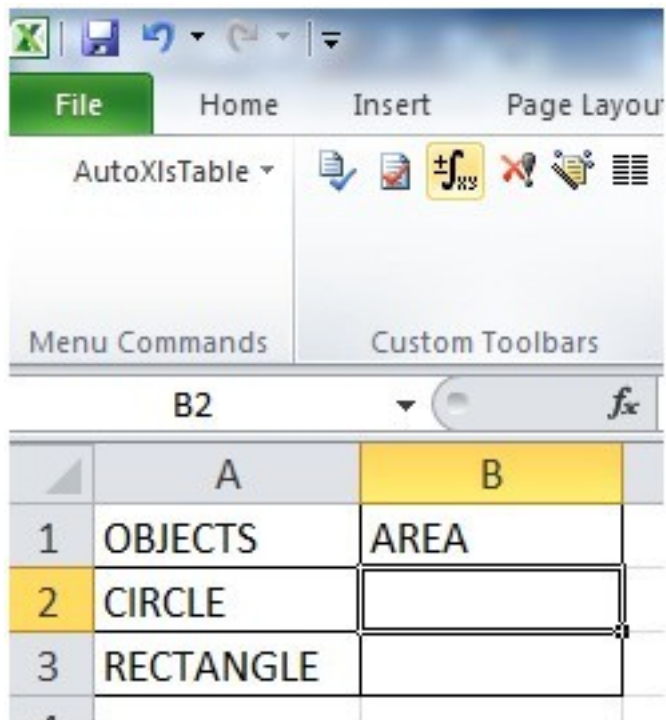 File Home Insert Page Layou
AutoXlsTable
Menu Commands Custom Toolbars
B2 fx
A B
1 OBJECTS AREA
2 CIRCLE
3 RECTANGLE